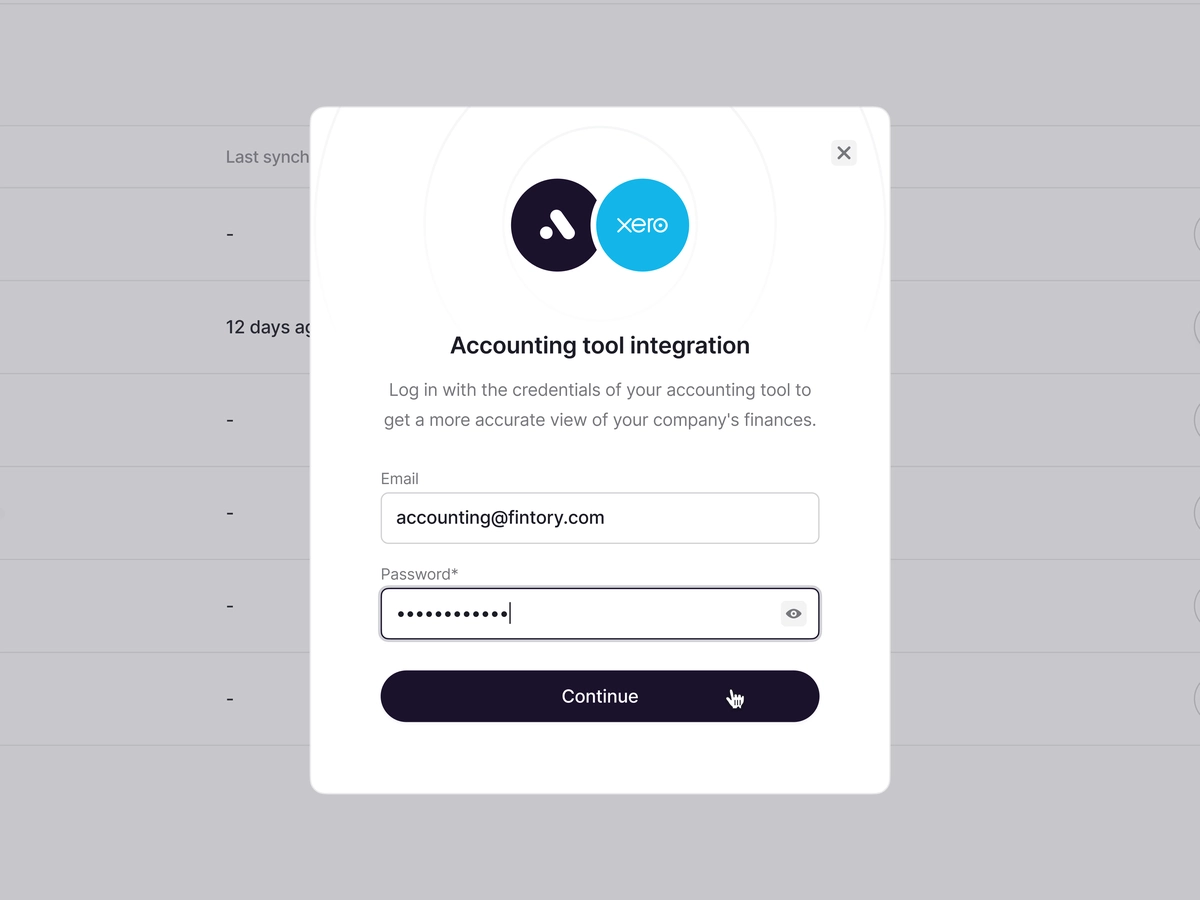 Last synch
-
12 days ag
-
-
-
-
xero
Accounting tool integration
Log in with the credentials of your accounting tool to
get a more accurate view of your company's finances.
Email
accounting@fintory.com
Password*
••••••••••••
Continue